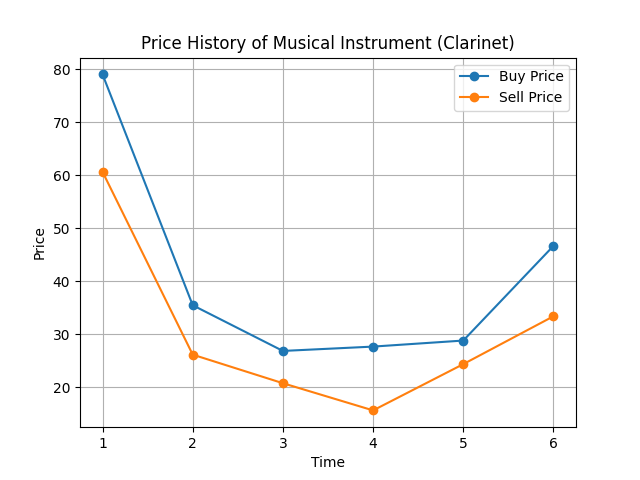 Price History of Musical Instrument (Clarinet)
Buy Price
Sell Price
80
70
60
50
40
30
20
Price
1 2 3 4 5 6
Time